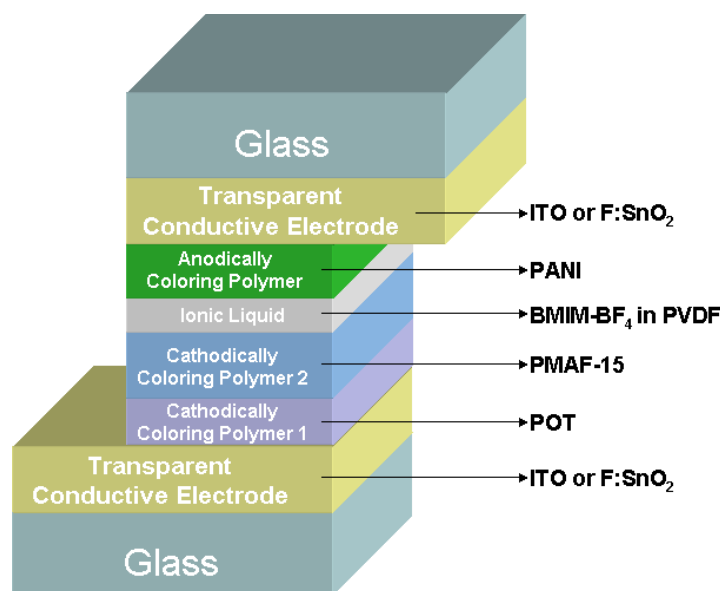 Glass
Transparent
Conductive Electrode
ITO or F:SnO₂
Anodically
Coloring Polymer
PANI
Ionic Liquid
BMIM-BF₄ in PVDF
Cathodically
Coloring Polymer 2
PMAF-15
Cathodically
Coloring Polymer 1
POT
Transparent
Conductive Electrode
ITO or F:SnO₂
Glass